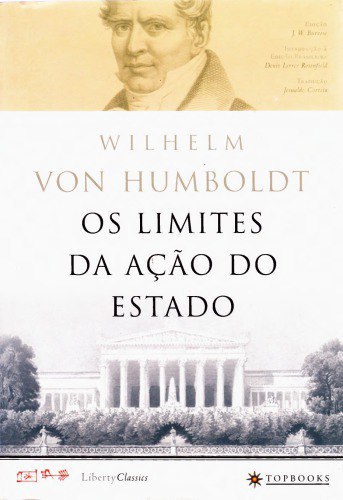 Edição
J. W. Burrow
Introdução à
Edição Brasileira
Denis Lerrer Rosenfield
Tradução
Jesualdo Correia
WILHELM
VON HUMBOLDT
OS LIMITES
DA AÇÃO DO
ESTADO
LibertyClassics
TOPBOOKS